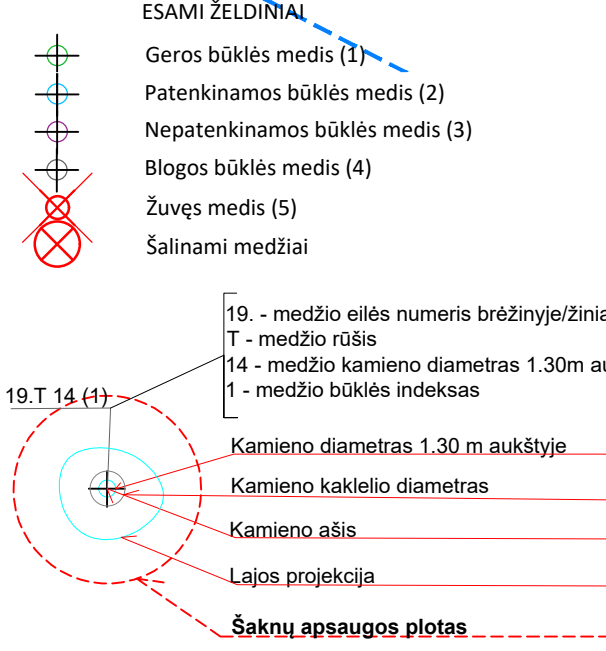 ESAMI ŽELDINIAI
Geros būklės medis (1)
Patenkinamos būklės medis (2)
Nepatenkinamos būklės medis (3)
Blogos būklės medis (4)
Žuvęs medis (5)
Šalinami medžiai
19. - medžio eilės numeris brėžinyje/žinia
T - medžio rūšis
14 - medžio kamieno diametras 1.30m au
1 - medžio būklės indeksas
19.T 14 (1)
Kamieno diametras 1.30 m aukštyje
Kamieno kaklelio diametras
Kamieno ašis
Lajos projekcija
Šaknų apsaugos plotas